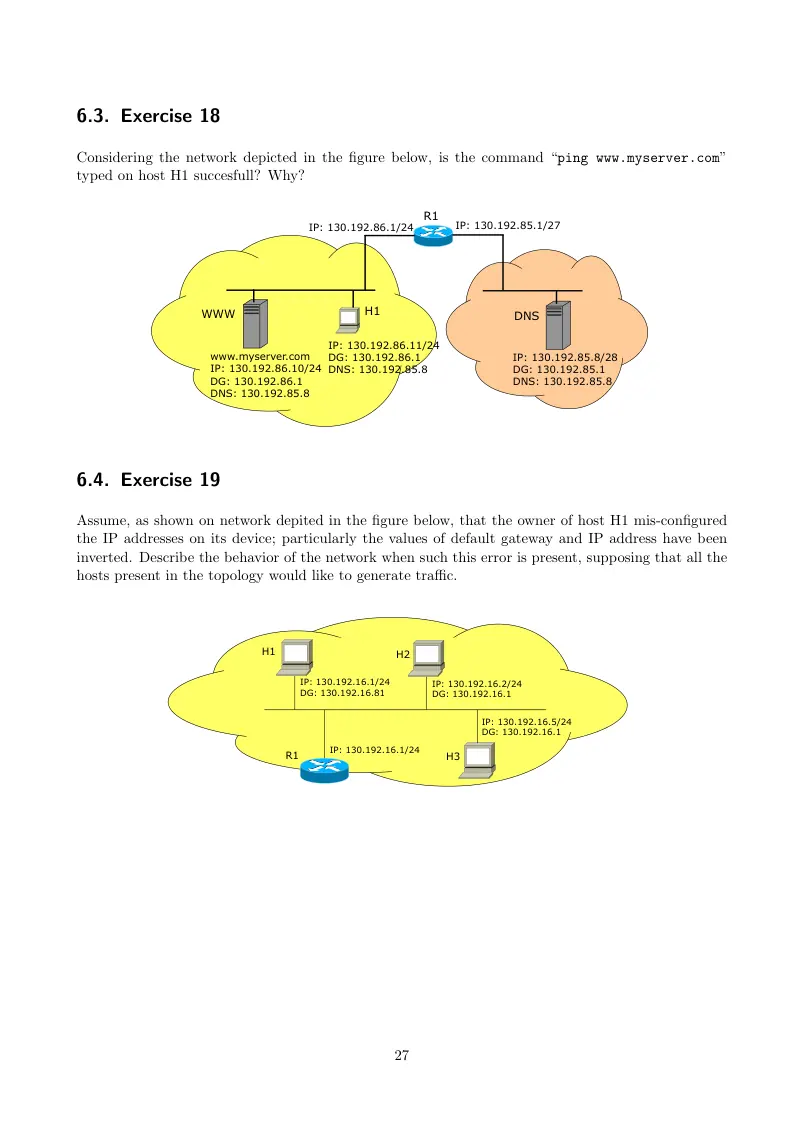 6.3. Exercise 18
Considering the network depicted in the figure below, is the command “ping www.myserver.com”
typed on host H1 succesfull? Why?
R1
IP: 130.192.86.1/24
IP: 130.192.85.1/27
WWW
H1
DNS
www.myserver.com
IP: 130.192.86.10/24
DG: 130.192.86.1
DNS: 130.192.85.8
IP: 130.192.86.11/24
DG: 130.192.86.1
DNS: 130.192.85.8
IP: 130.192.85.8/28
DG: 130.192.85.1
DNS: 130.192.85.8
6.4. Exercise 19
Assume, as shown on network depited in the figure below, that the owner of host H1 mis-configured
the IP addresses on its device; particularly the values of default gateway and IP address have been
inverted. Describe the behavior of the network when such this error is present, supposing that all the
hosts present in the topology would like to generate traffic.
H1
H2
IP: 130.192.16.1/24
DG: 130.192.16.81
IP: 130.192.16.2/24
DG: 130.192.16.1
IP: 130.192.16.5/24
DG: 130.192.16.1
R1
IP: 130.192.16.1/24
H3
27